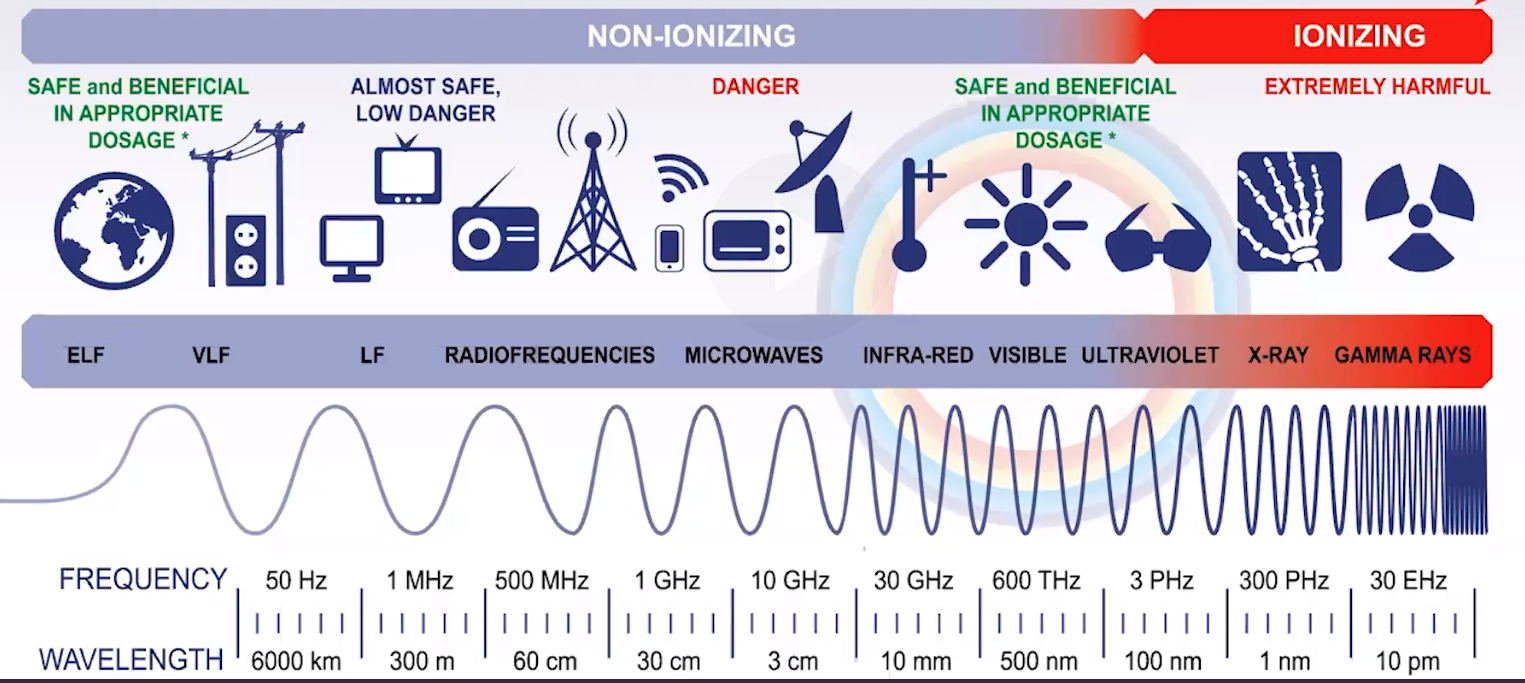 NON-IONIZING IONIZING
SAFE and BENEFICIAL
IN APPROPRIATE
DOSAGE *
ALMOST SAFE,
LOW DANGER
DANGER
SAFE and BENEFICIAL
IN APPROPRIATE
DOSAGE *
EXTREMELY HARMFUL
ELF VLF LF RADIOFREQUENCIES MICROWAVES INFRA-RED VISIBLE ULTRAVIOLET X-RAY GAMMA RAYS
FREQUENCY 50 Hz 1 MHz 500 MHz 1 GHz 10 GHz 30 GHz 600 THz 3 PHz 300 PHz 30 EHz
WAVELENGTH 6000 km 300 m 60 cm 30 cm 3 cm 10 mm 500 nm 100 nm 1 nm 10 pm